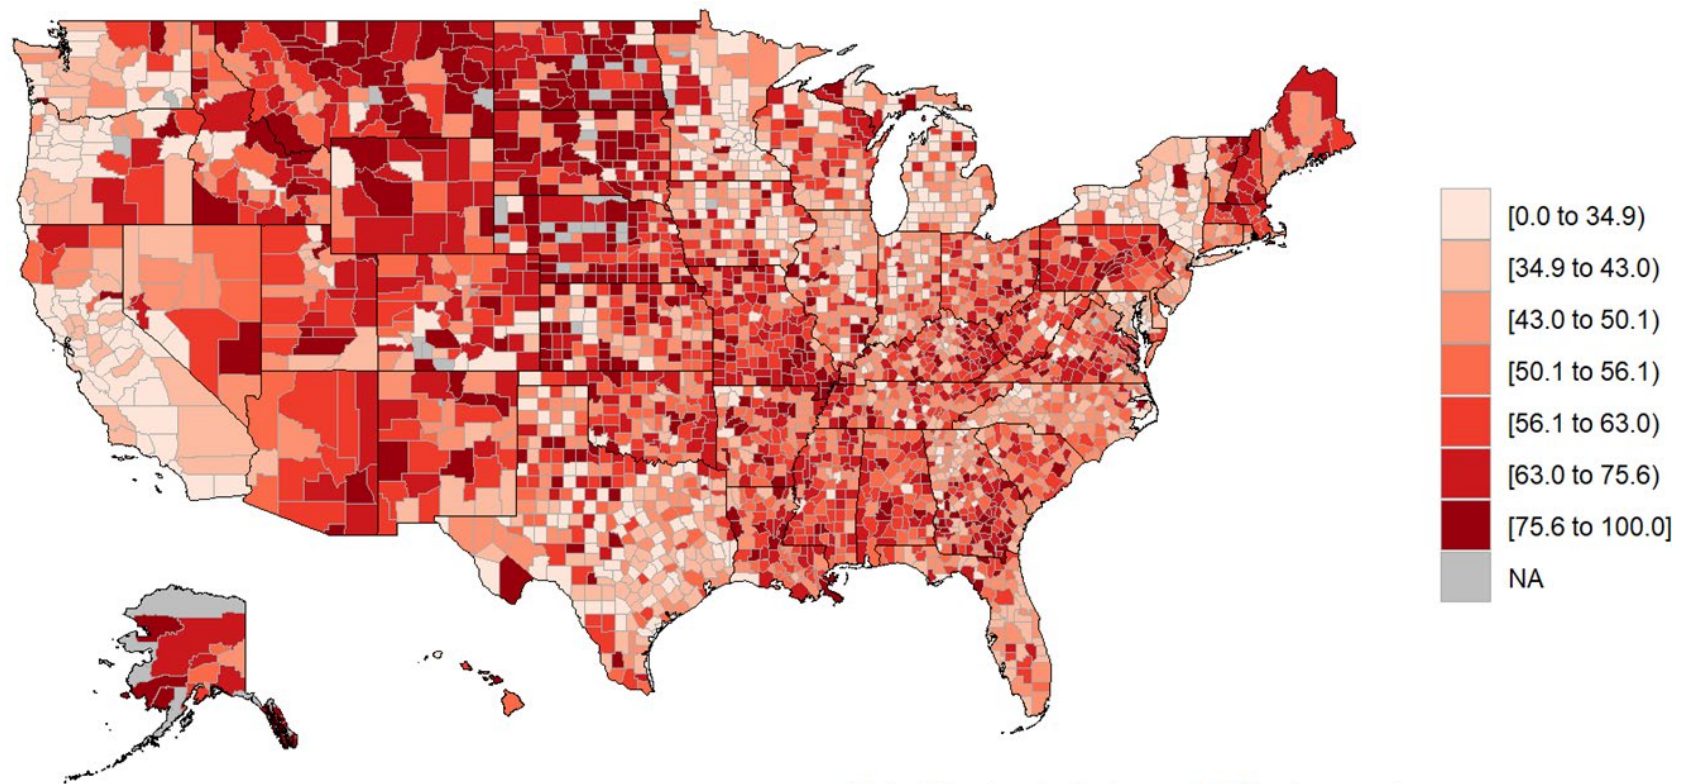 [0.0 to 34.9)
[34.9 to 43.0)
[43.0 to 50.1)
[50.1 to 56.1)
[56.1 to 63.0)
[63.0 to 75.6)
[75.6 to 100.0]
NA